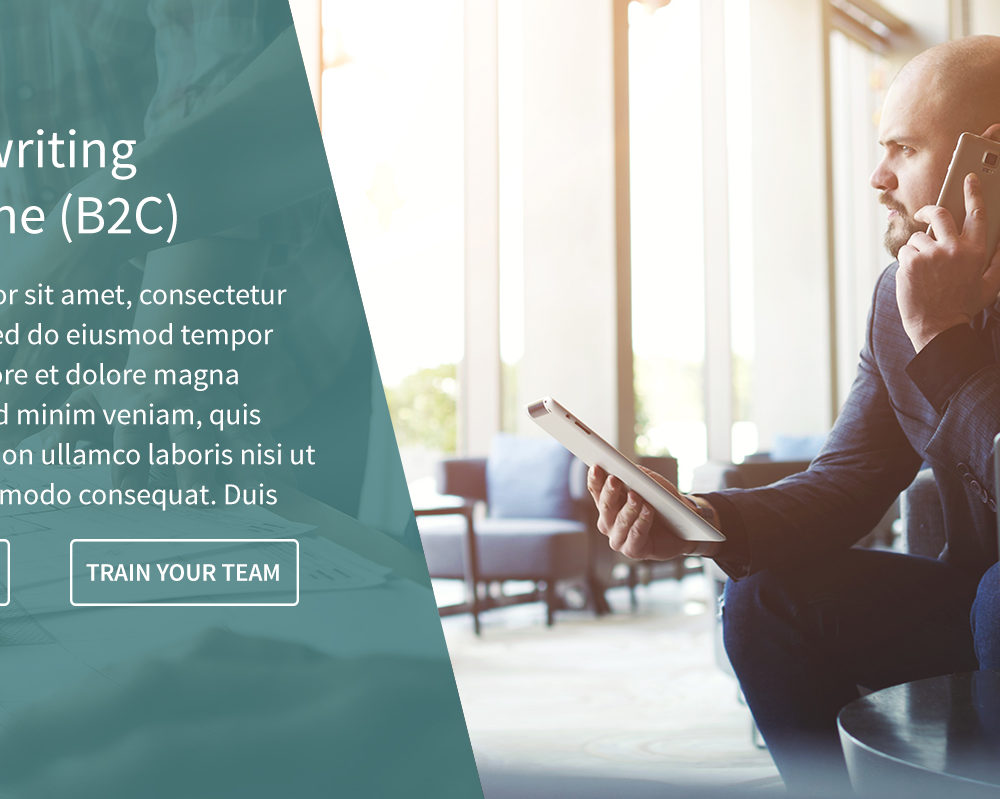 writing
ne (B2C)
or sit amet, consectetur
ed do eiusmod tempor
ore et dolore magna
d minim veniam, quis
on ullamco laboris nisi ut
modo consequat. Duis
TRAIN YOUR TEAM